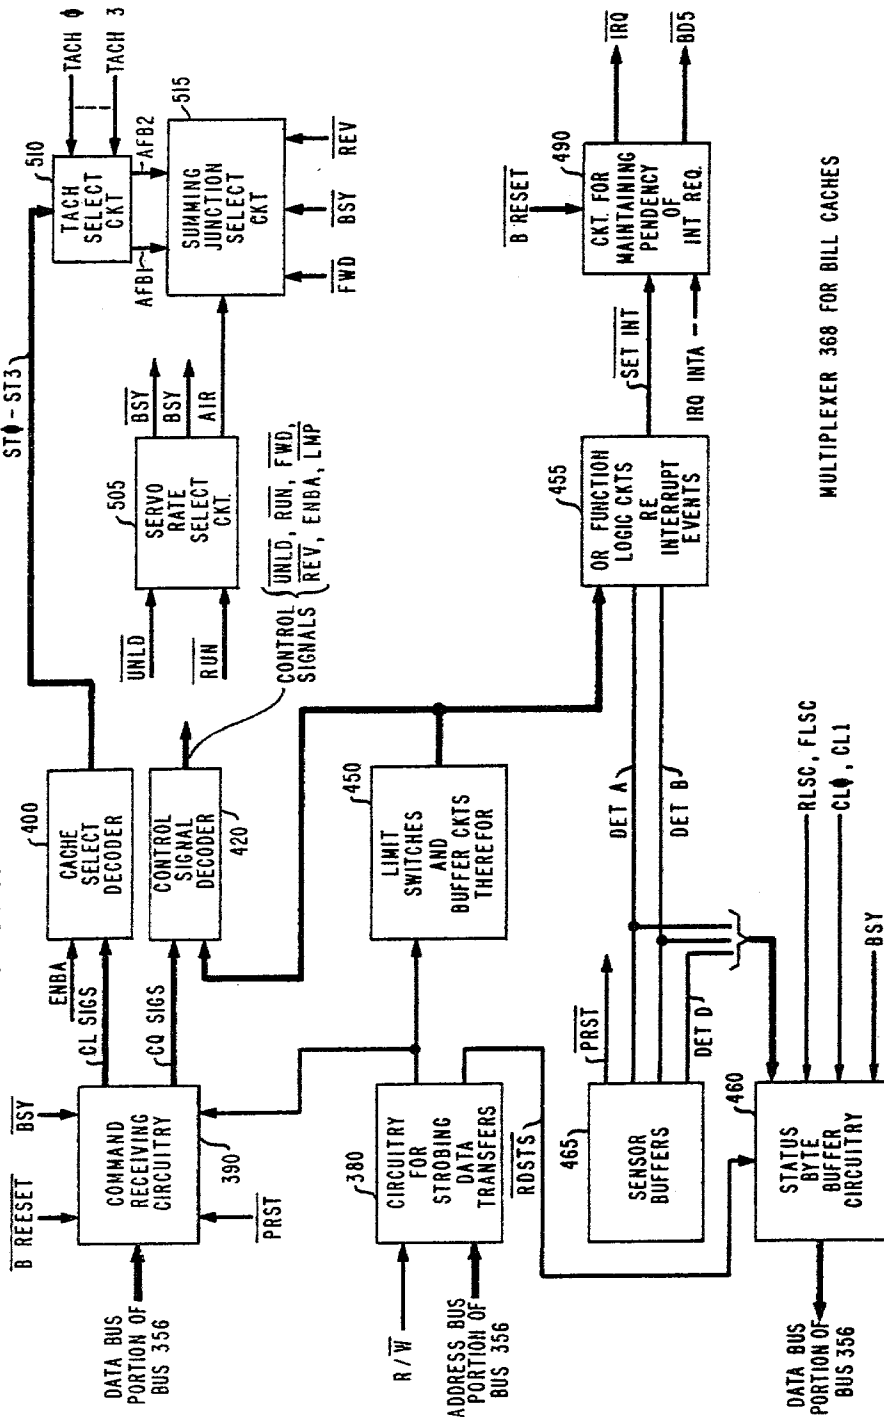 DATA BUS
PORTION OF
BUS 356
B REESET
BSY
COMMAND
RECEIVING
CIRCUITRY
390
PRST
ENBA
CL SIGS
CQ SIGS
CACHE
SELECT
DECODER
400
CONTROL
SIGNAL
DECODER
420
CONTROL
SIGNALS
UNLD, RUN, FWD,
REV, ENBA, LMP
STΦ-ST3
UNLD
RUN
SERVO
RATE
SELECT
CKT.
505
BSY
BSY
AIR
TACH
SELECT
CKT
510
TACH Φ
TACH 3
AFB1
AFB2
SUMMING
JUNCTION
SELECT
CKT
515
FWD
BSY
REV
R/W
ADDRESS BUS
PORTION OF
BUS 356
CIRCUITRY
FOR
STROBING
DATA
TRANSFERS
380
RDSTS
LIMIT
SWITCHES
AND
BUFFER CKTS
THEREFOR
450
OR FUNCTION
LOGIC CKTS
RE
INTERRUPT
EVENTS
455
SET INT
IRQ INTA
B RESET
CKT. FOR
MAINTAINING
PENDENCY
OF
INT REQ.
490
IRQ
BD5
SENSOR
BUFFERS
465
PRST
DET A
DET B
DET D
STATUS
BYTE
BUFFER
CIRCUITRY
460
RLSC, FLSC
CLΦ, CL1
BSY
DATA BUS
PORTION OF
BUS 356
MULTIPLEXER 368 FOR BILL CACHES